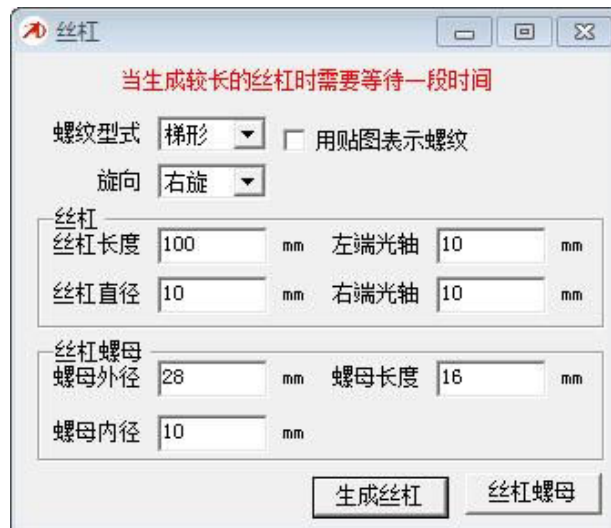 丝杠
当生成较长的丝杠时需要等待一段时间
螺纹型式 梯形 用贴图表示螺纹
旋向 右旋
丝杠
丝杠长度 100 mm 左端光轴 10 mm
丝杠直径 10 mm 右端光轴 10 mm
丝杠螺母
螺母外径 28 mm 螺母长度 16 mm
螺母内径 10 mm
生成丝杠 丝杠螺母